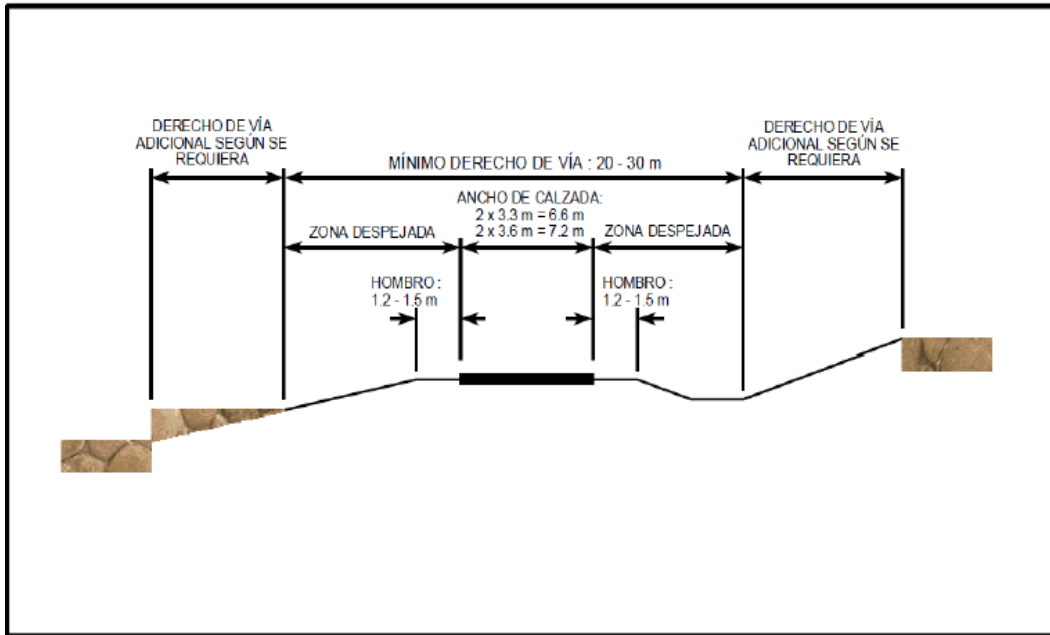 DERECHO DE VÍA
ADICIONAL SEGÚN SE
REQUIERA
DERECHO DE VÍA
ADICIONAL SEGÚN SE
REQUIERA
MÍNIMO DERECHO DE VÍA : 20 - 30 m
ANCHO DE CALZADA:
2 x 3.3 m = 6.6 m
2 x 3.6 m = 7.2 m
ZONA DESPEJADA
ZONA DESPEJADA
HOMBRO :
1.2 - 1.5 m
HOMBRO :
1.2 - 1.5 m